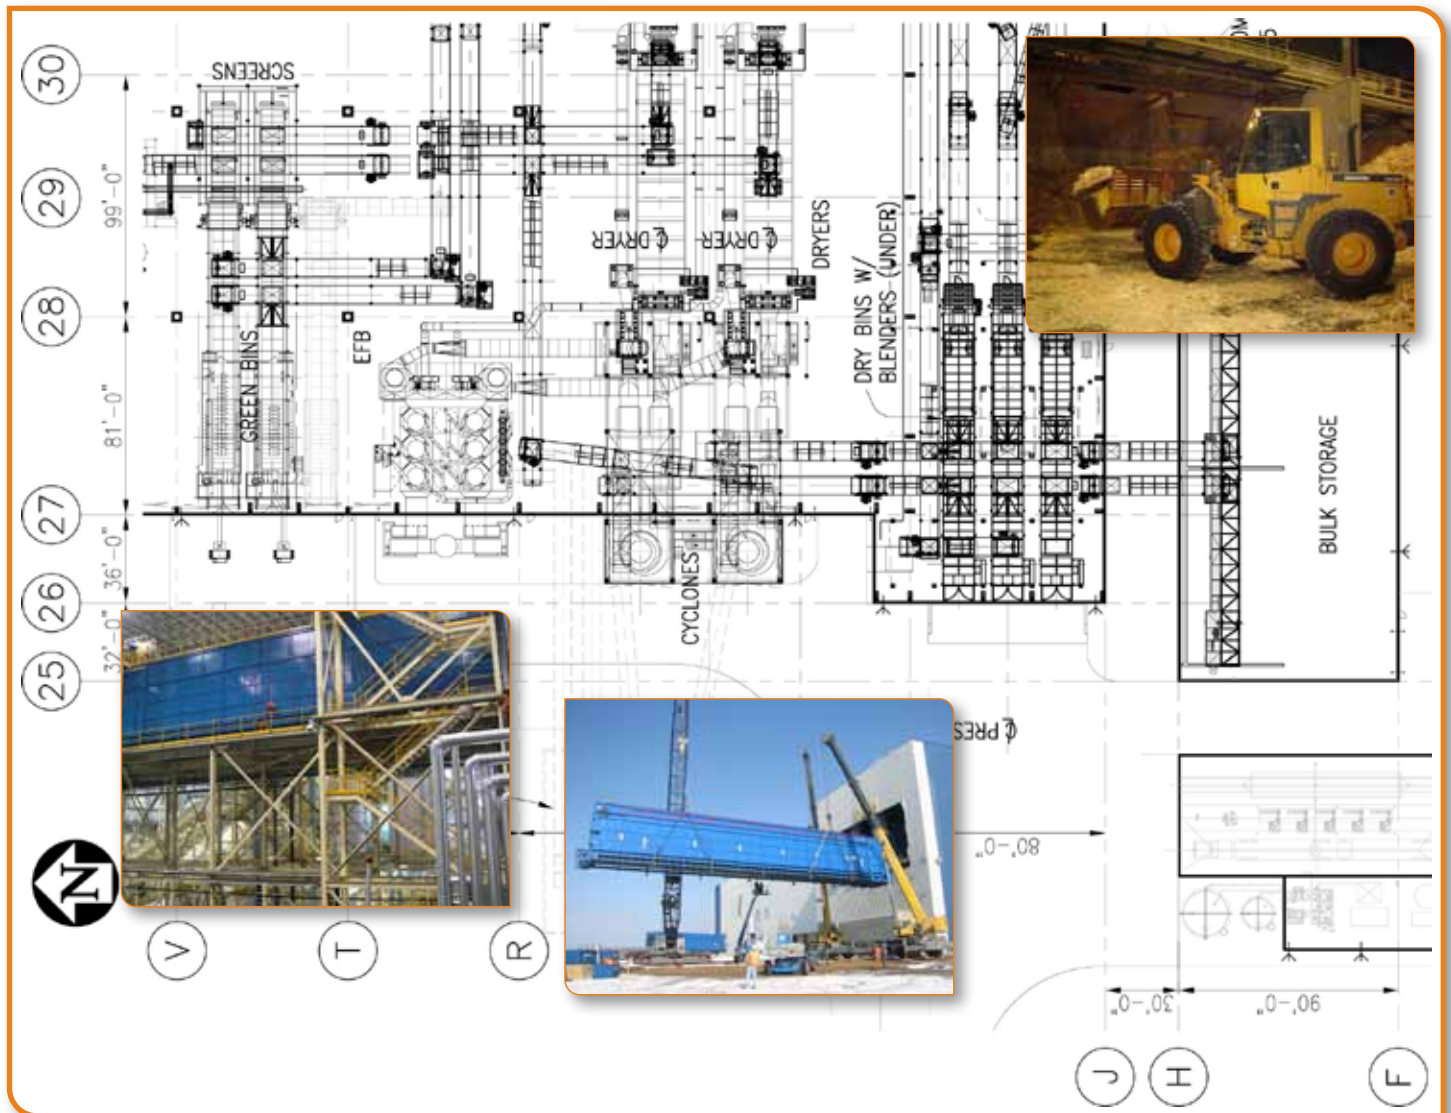 30
SCREENS
29
99'-0"
℄ DRYER
℄ DRYER
DRYERS
DRY BINS W/
BLENDERS (UNDER)
28
GREEN BINS
EFB
81'-0"
BULK STORAGE
27
36'-0"
CYCLONES
26
32'-0"
25
80'-0"
N
V
T
R
30'-0"
90'-0"
J
H
F